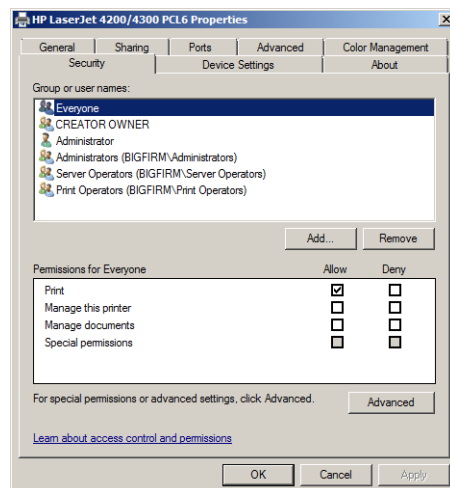 HP LaserJet 4200/4300 PCL6 Properties
General Sharing Ports Advanced Color Management
Security Device Settings About
Group or user names:
Everyone
CREATOR OWNER
Administrator
Administrators (BIGFIRM\Administrators)
Server Operators (BIGFIRM\Server Operators)
Print Operators (BIGFIRM\Print Operators)
Add... Remove
Permissions for Everyone Allow Deny
Print
Manage this printer
Manage documents
Special permissions
For special permissions or advanced settings, click Advanced. Advanced
Learn about access control and permissions
OK Cancel Apply